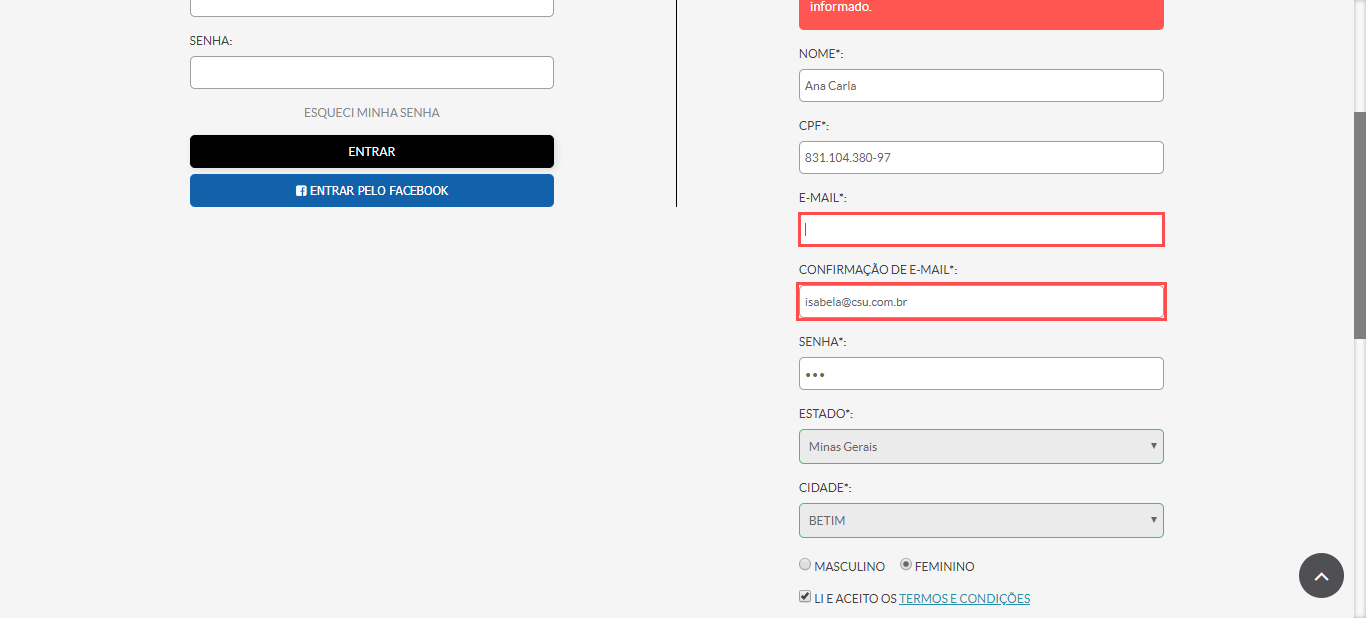 SENHA:
ESQUECI MINHA SENHA
ENTRAR
ENTRAR PELO FACEBOOK
informado.
NOME*:
Ana Carla
CPF*:
831.104.380-97
E-MAIL*:
CONFIRMAÇÃO DE E-MAIL*:
isabela@csu.com.br
SENHA*:
•••
ESTADO*:
Minas Gerais
CIDADE*:
BETIM
MASCULINO FEMININO
LI E ACEITO OS TERMOS E CONDIÇÕES